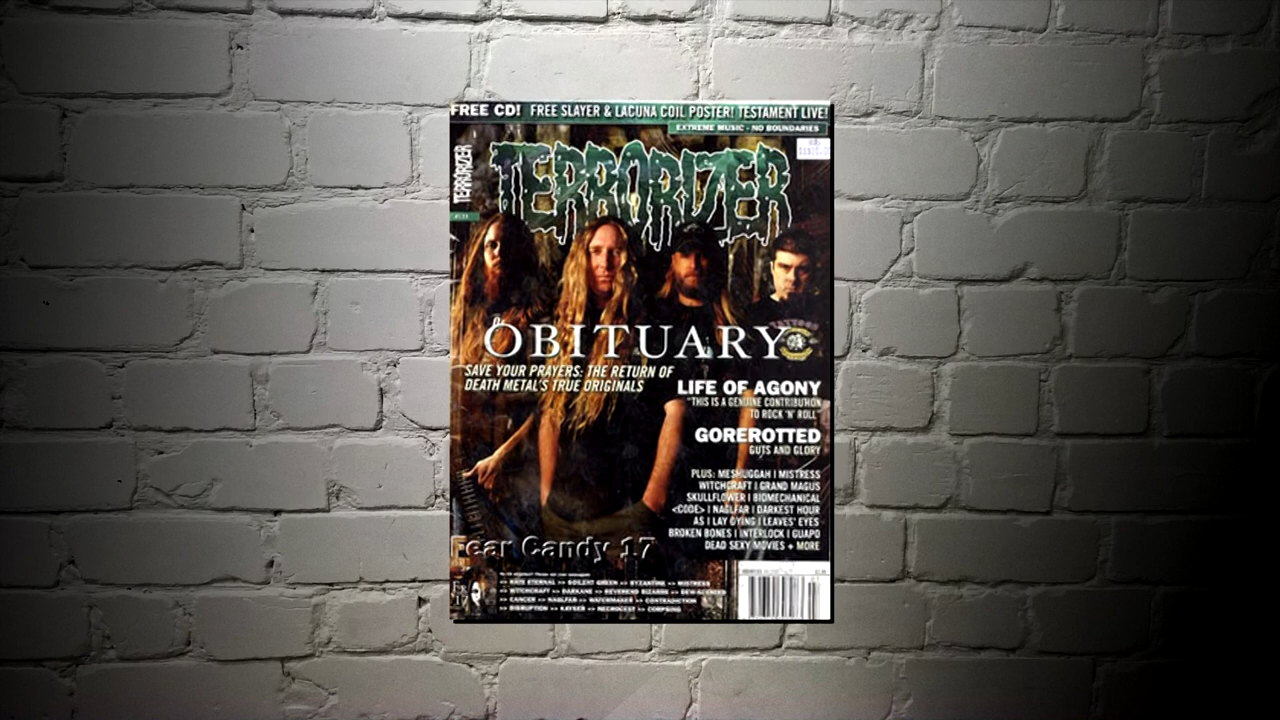 FREE CD! FREE SLAYER & LACUNA COIL POSTER! TESTAMENT LIVE!
EXTREME MUSIC - NO BOUNDARIES
TERRORIZER
TERRORIZER
OBITUARY
SAVE YOUR PRAYERS: THE RETURN OF
DEATH METAL'S TRUE ORIGINALS
LIFE OF AGONY
"THIS IS A GENUINE CONTRIBUTION
TO ROCK 'N' ROLL"
GOREROTTED
GUTS AND GLORY
PLUS: MESHUGGAH | MISTRESS
WITCHCRAFT | GRAND MAGUS
SKULLFLOWER | BIOMECHANICAL
<CODE> | NAGLFAR | DARKEST HOUR
AS I LAY DYING | LEAVES' EYES
BROKEN BONES | INTERLOCK | GUAPO
DEAD SEXY MOVIES + MORE
Fear Candy 17
>> HATE ETERNAL >> SOILENT GREEN >> BYZANTINE >> MISTRESS
>> WITCHCRAFT >> DARKANE >> REVEREND BIZARRE >> DEW-SCENTED
>> CANCER >> NAGLFAR >> WATCHMAKER >> CONTRADICTION
>> DISRUPTION >> KAYSER >> NECROCEST >> CORPSING